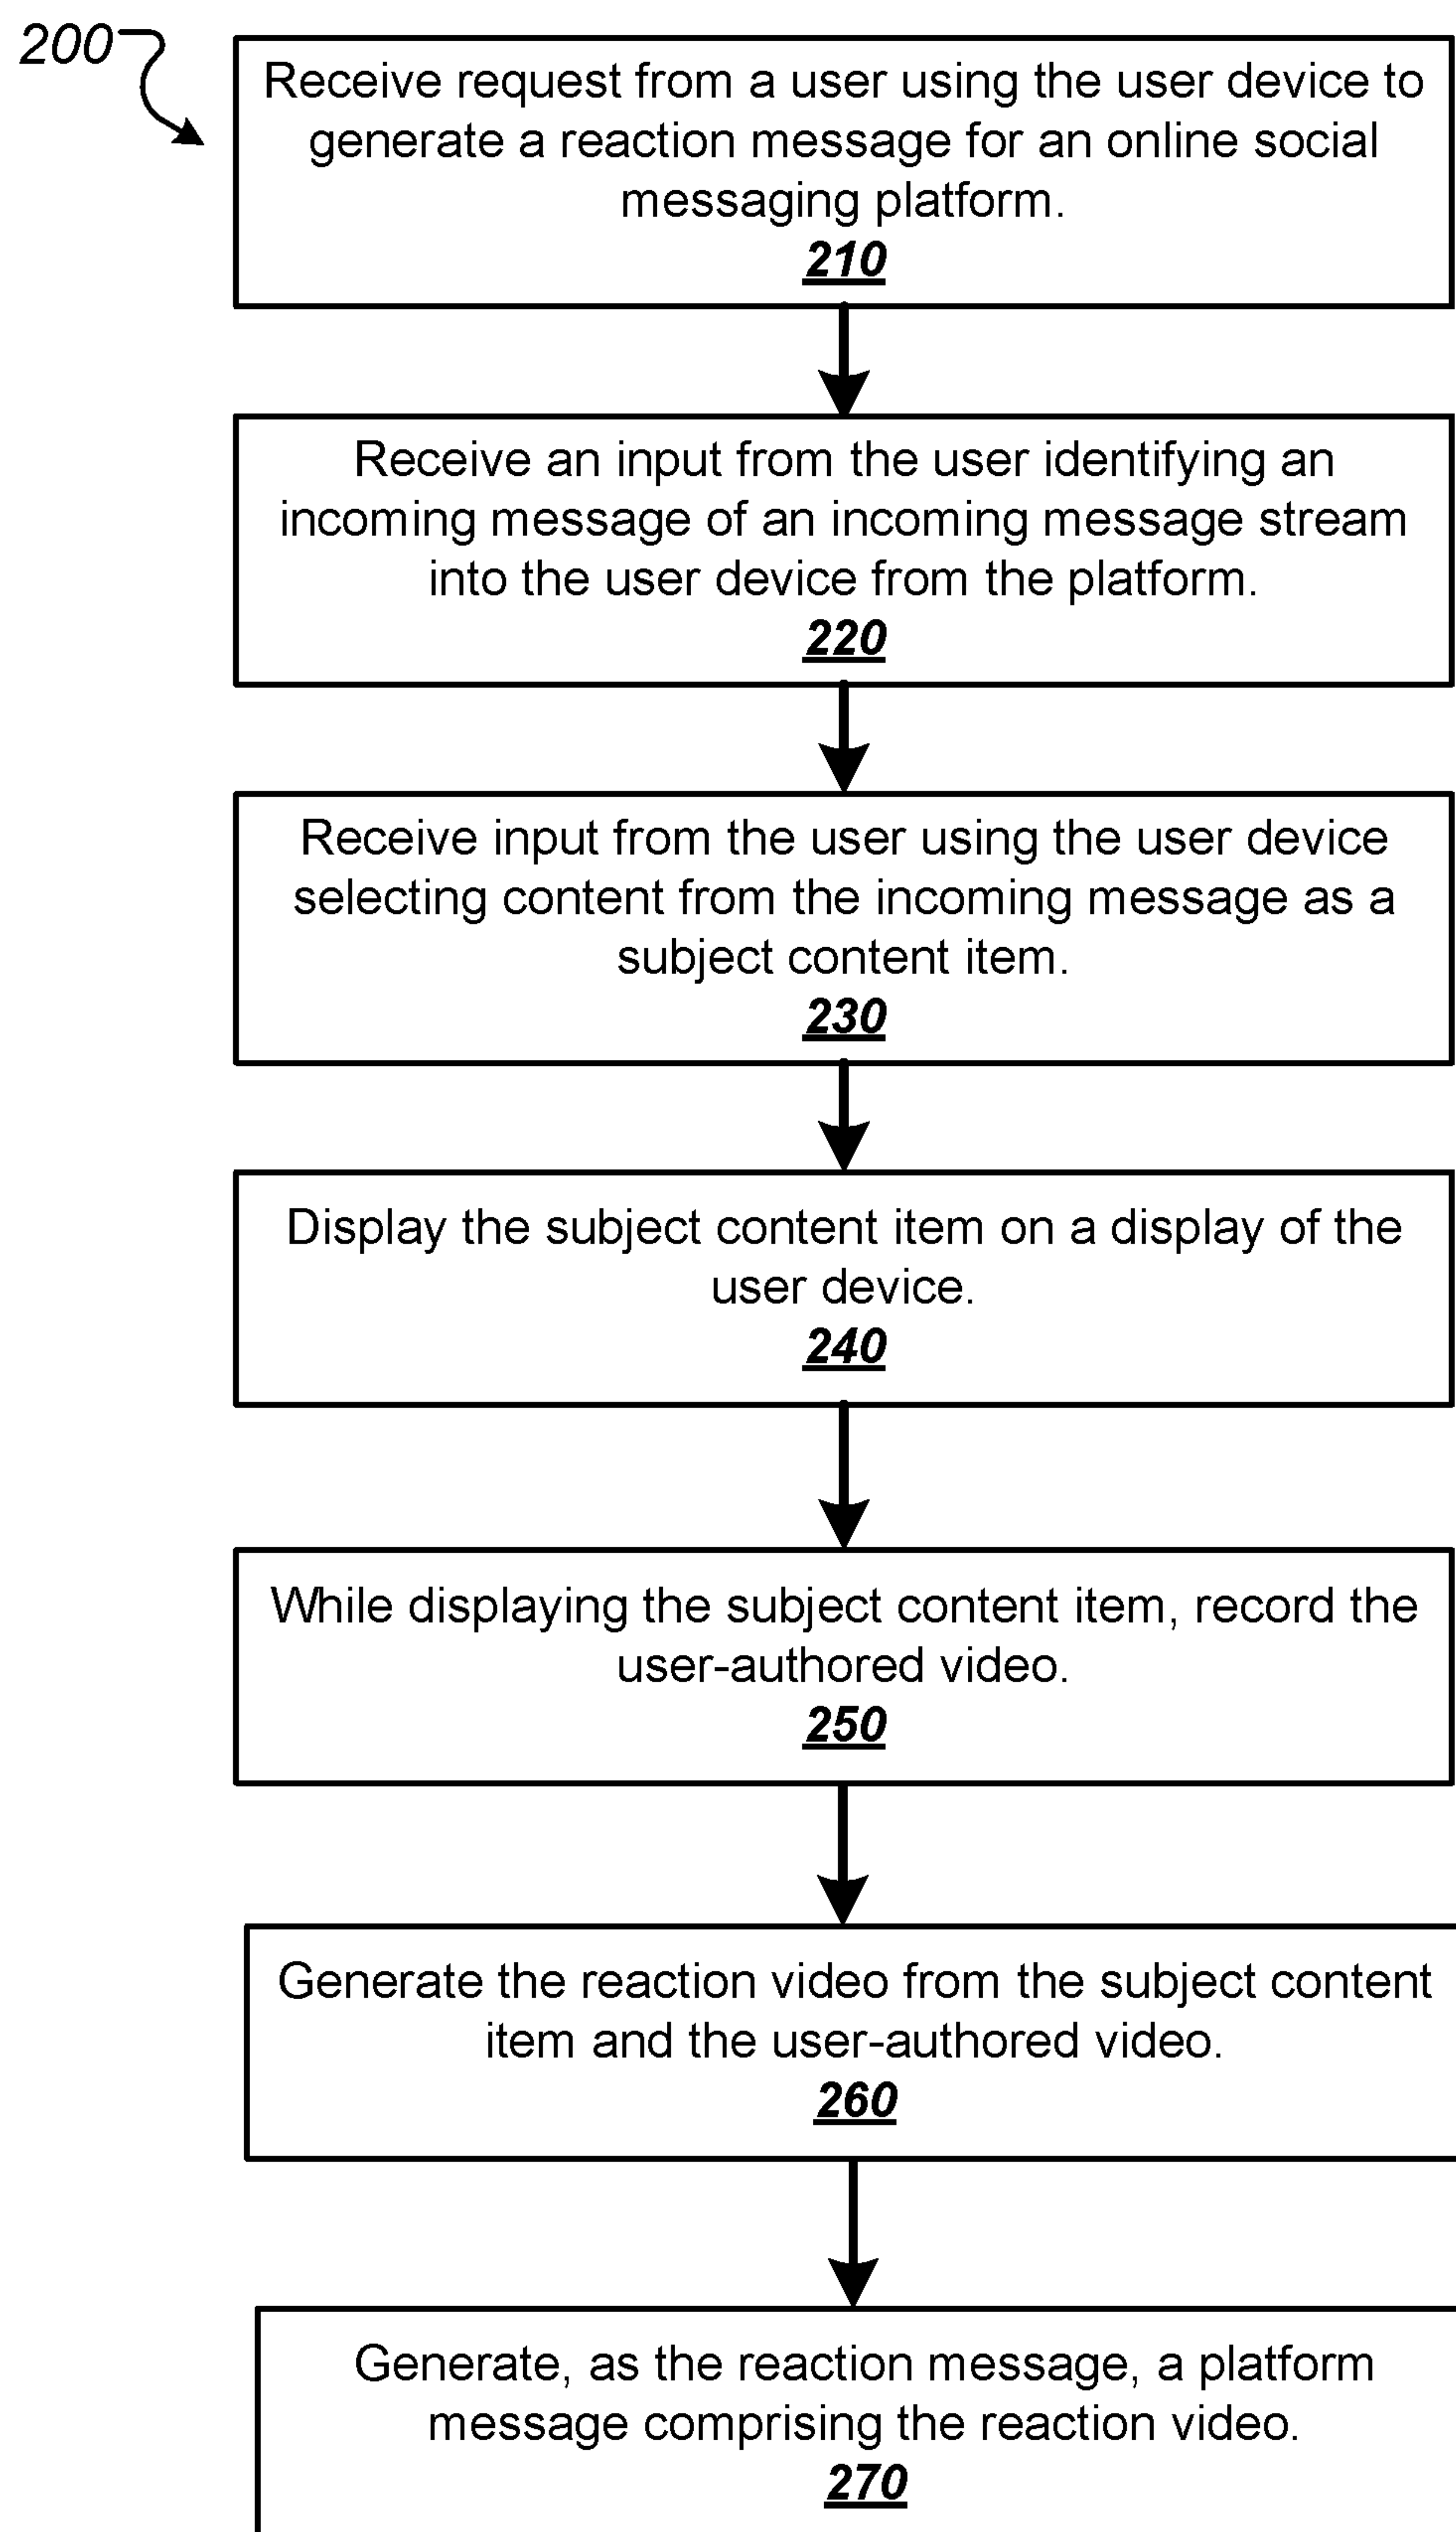 200
Receive request from a user using the user device to
generate a reaction message for an online social
messaging platform.
210
Receive an input from the user identifying an
incoming message of an incoming message stream
into the user device from the platform.
220
Receive input from the user using the user device
selecting content from the incoming message as a
subject content item.
230
Display the subject content item on a display of the
user device.
240
While displaying the subject content item, record the
user-authored video.
250
Generate the reaction video from the subject content
item and the user-authored video.
260
Generate, as the reaction message, a platform
message comprising the reaction video.
270